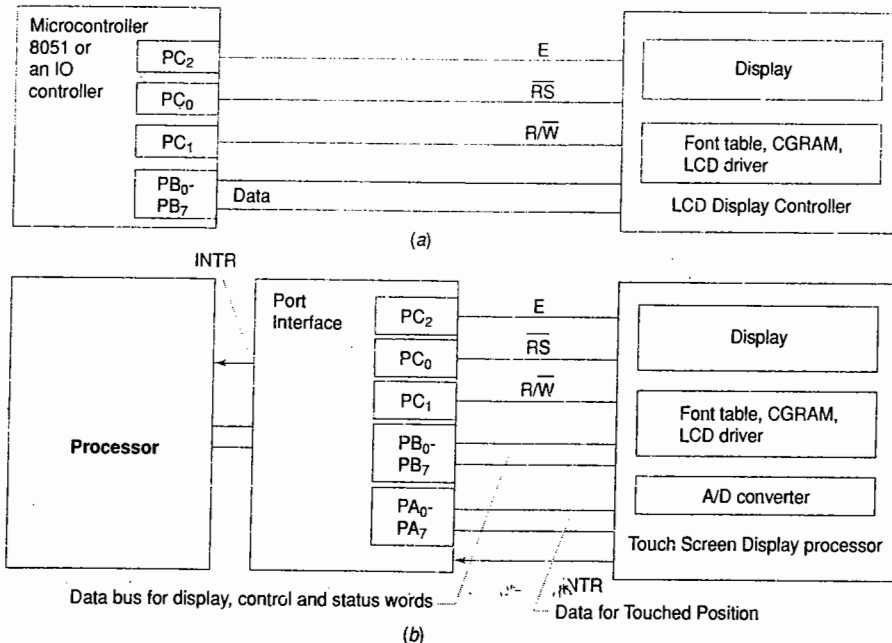 Microcontroller
8051 or
an IO
controller
PC₂
PC₀
PC₁
PB₀-
PB₇
E
R̅S̅
R/W̅
Data
Display
Font table, CGRAM,
LCD driver
LCD Display Controller
(a)
INTR
Processor
Port
Interface
PC₂
PC₀
PC₁
PB₀-
PB₇
PA₀-
PA₇
E
R̅S̅
R/W̅
Display
Font table, CGRAM,
LCD driver
A/D converter
Touch Screen Display processor
INTR
Data bus for display, control and status words
Data for Touched Position
(b)